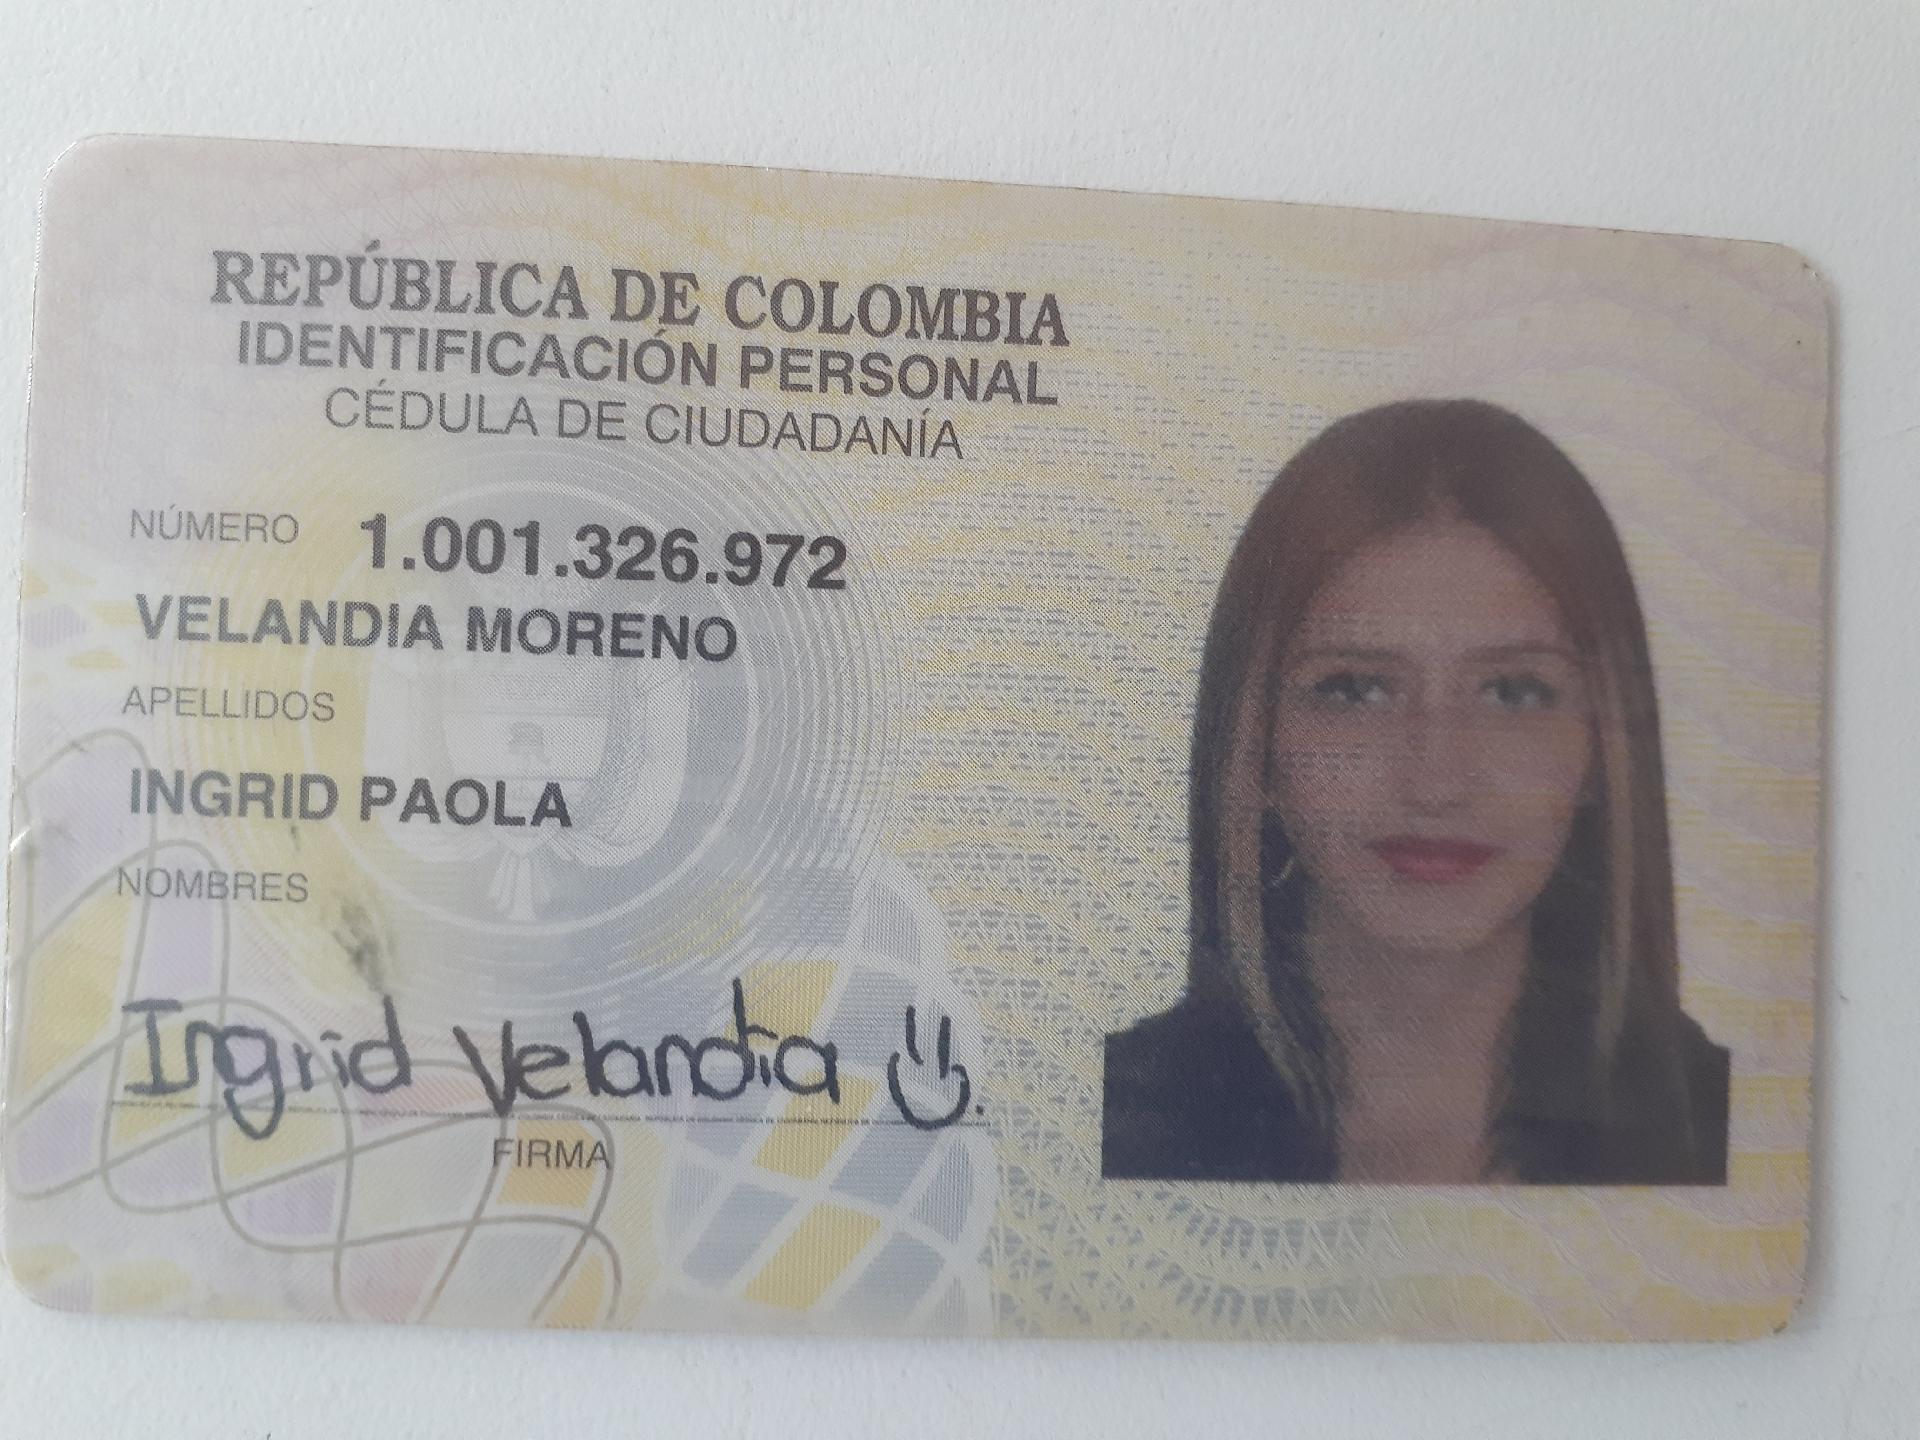 REPÚBLICA DE COLOMBIA
IDENTIFICACIÓN PERSONAL
CÉDULA DE CIUDADANÍA
NÚMERO 1.001.326.972
VELANDIA MORENO
APELLIDOS
INGRID PAOLA
NOMBRES
Ingrid Velandia
FIRMA